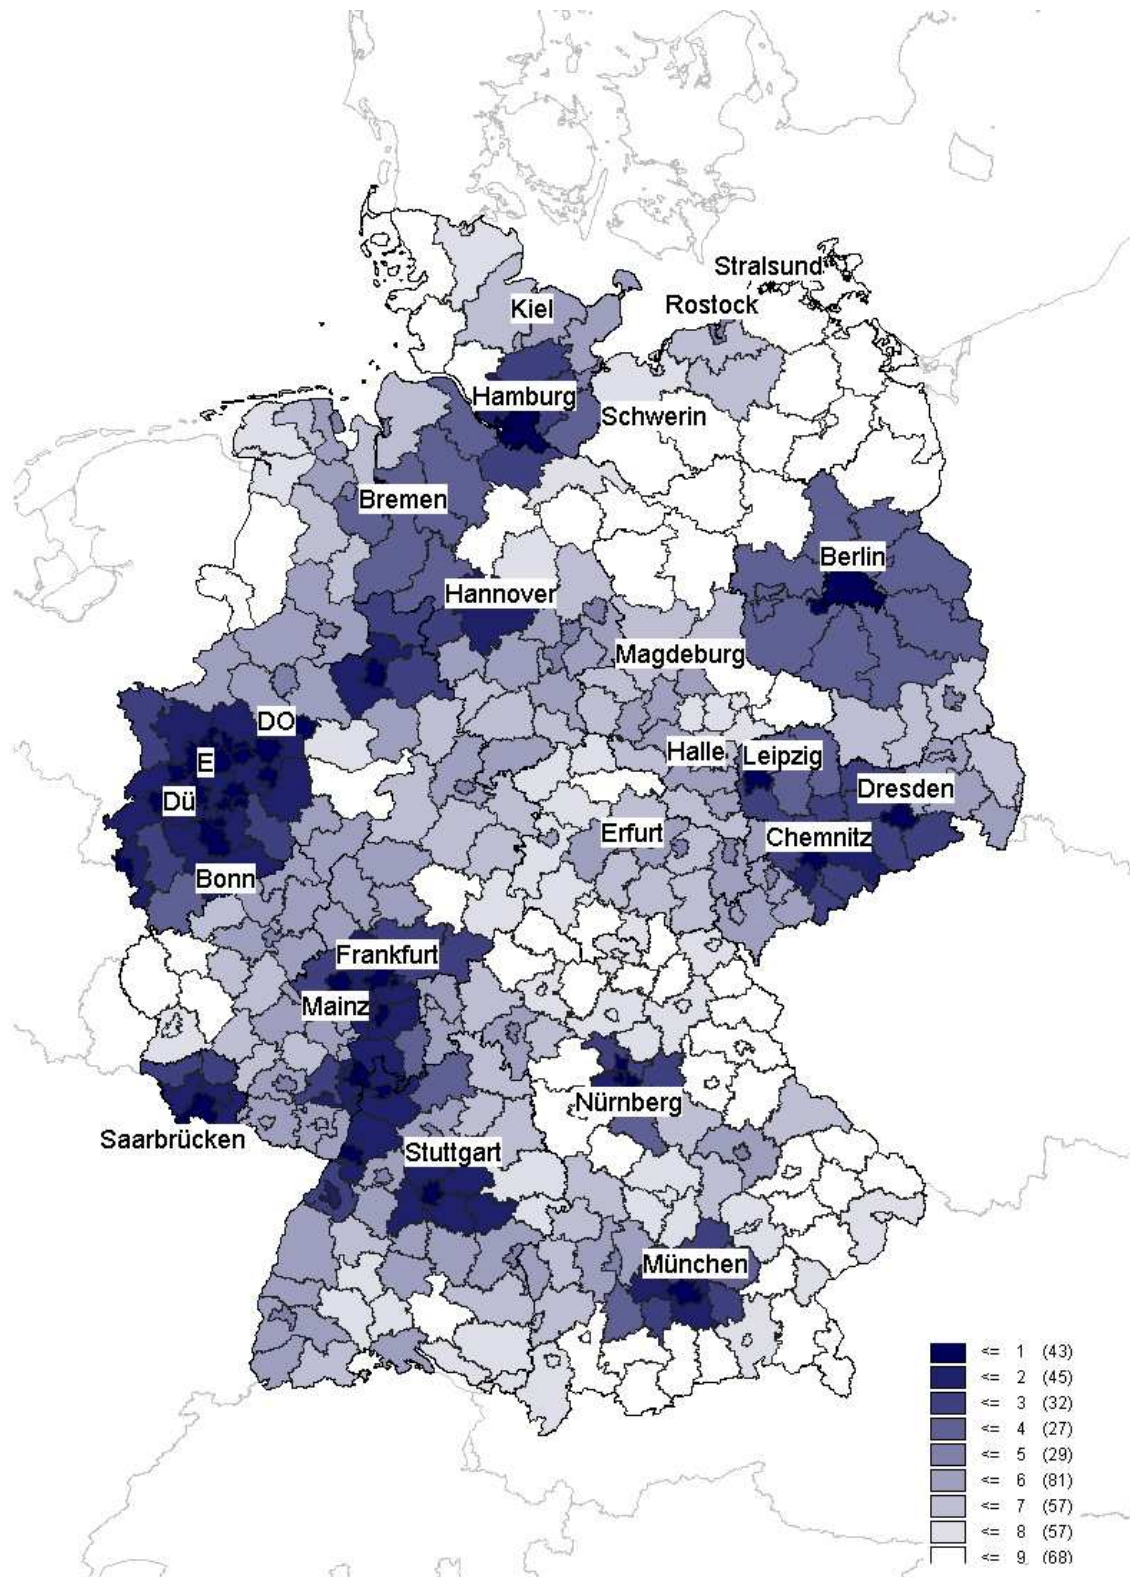 Stralsund
Rostock
Kiel
Hamburg
Schwerin
Bremen
Berlin
Hannover
Magdeburg
DO
E
Halle
Leipzig
Dü
Dresden
Erfurt
Chemnitz
Bonn
Frankfurt
Mainz
Nürnberg
Saarbrücken
Stuttgart
München
<= 1 (43)
<= 2 (45)
<= 3 (32)
<= 4 (27)
<= 5 (29)
<= 6 (81)
<= 7 (57)
<= 8 (57)
<= 9 (68)